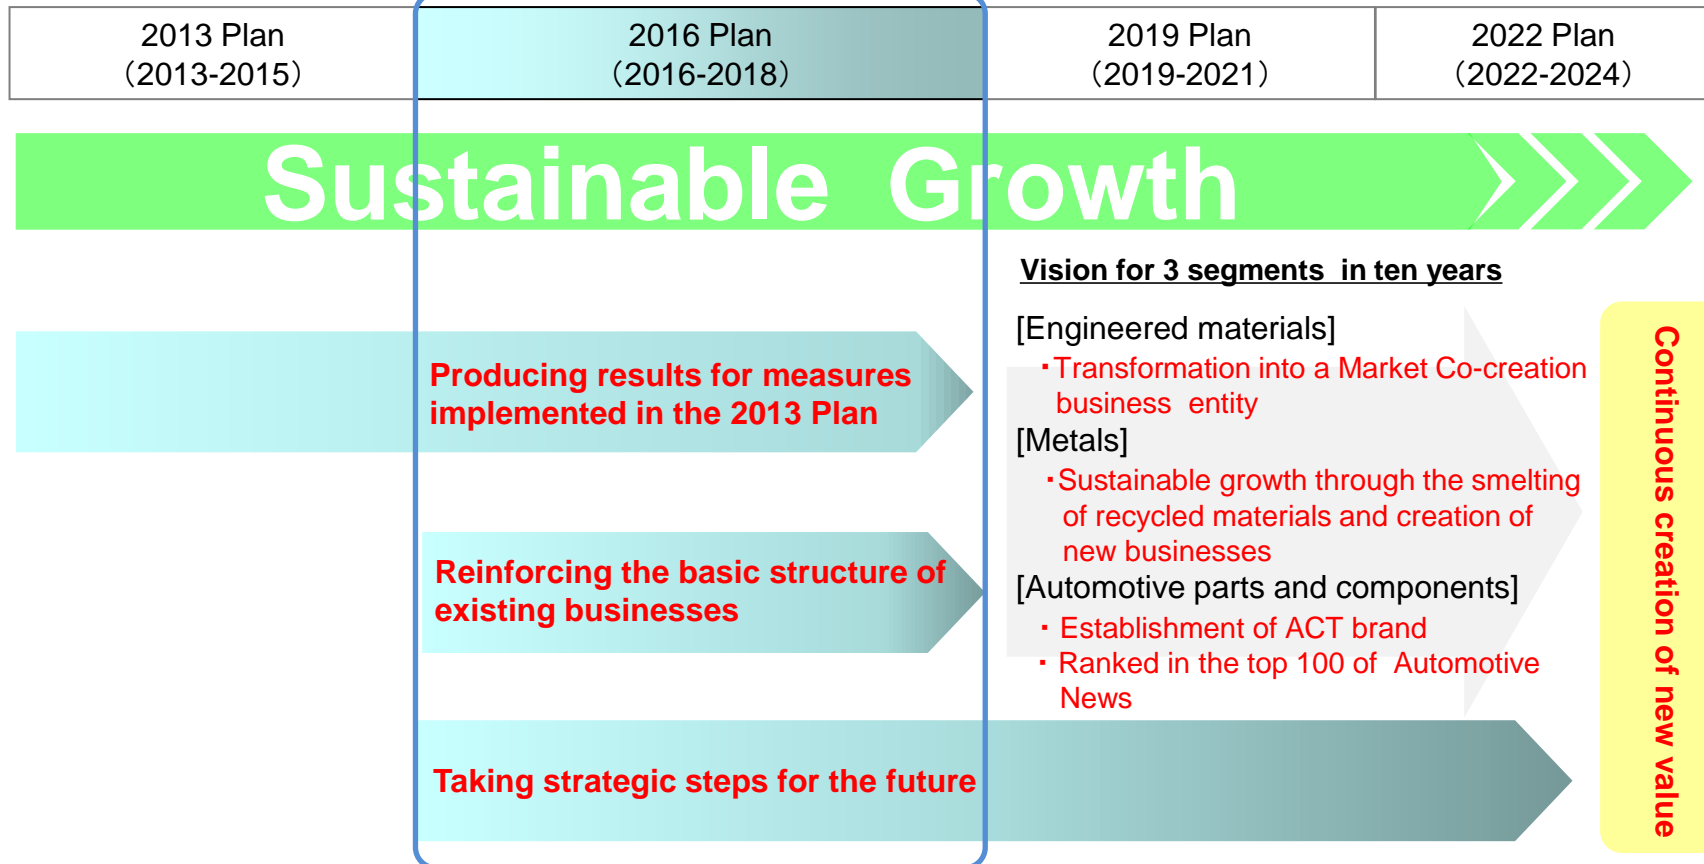 2013 Plan
（2013-2015）
2016 Plan
（2016-2018）
2019 Plan
（2019-2021）
2022 Plan
（2022-2024）
Sustainable Growth
Vision for 3 segments in ten years
[Engineered materials]
・Transformation into a Market Co-creation
business entity
[Metals]
・Sustainable growth through the smelting
of recycled materials and creation of
new businesses
[Automotive parts and components]
・ Establishment of ACT brand
・ Ranked in the top 100 of Automotive
News
Producing results for measures
implemented in the 2013 Plan
Reinforcing the basic structure of
existing businesses
Taking strategic steps for the future
Continuous creation of new value